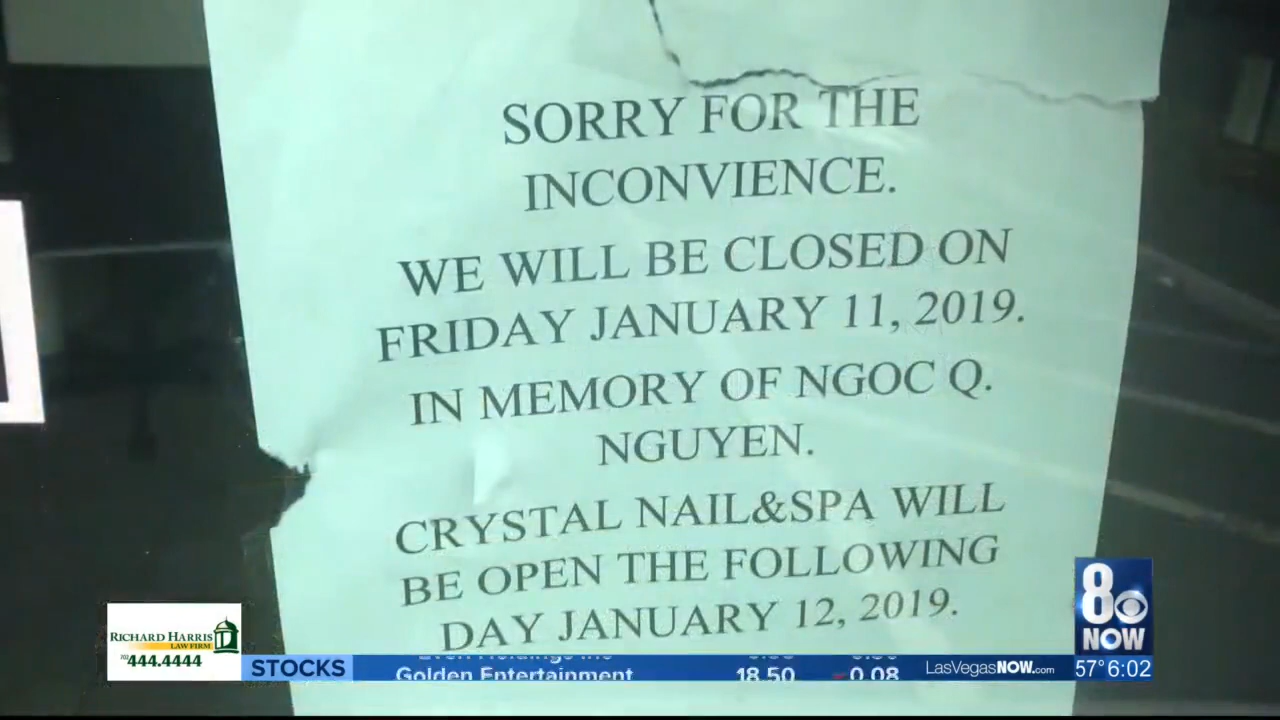 SORRY FOR THE
INCONVIENCE.
WE WILL BE CLOSED ON
FRIDAY JANUARY 11, 2019.
IN MEMORY OF NGOC Q.
NGUYEN.
CRYSTAL NAIL&SPA WILL
BE OPEN THE FOLLOWING
DAY JANUARY 12, 2019.
8
NOW
RICHARD HARRIS
LAW FIRM
702 444.4444
STOCKS
Golden Entertainment 18.50 -0.08
LasVegasNOW.com
57° 6:02